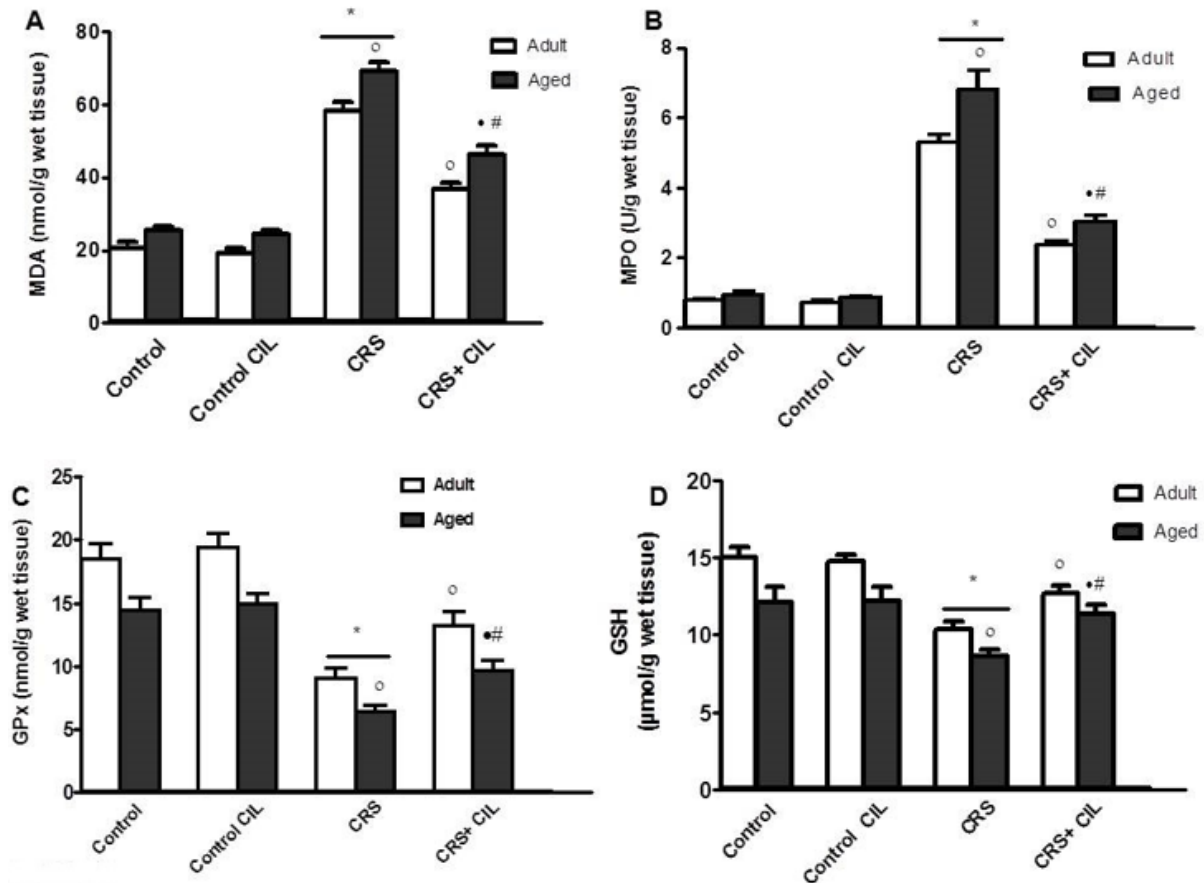 A
MDA (nmol/g wet tissue)
80
60
40
20
0
*
○
○
• #
Adult
Aged
Control
Control CIL
CRS
CRS+ CIL
B
MPO (U/g wet tissue)
8
6
4
2
0
*
○
○
•#
Adult
Aged
Control
Control CIL
CRS
CRS+ CIL
C
GPx (nmol/g wet tissue)
25
20
15
10
5
0
*
○
○
•#
Adult
Aged
Control
Control CIL
CRS
CRS+ CIL
D
GSH
(µmol/g wet tissue)
20
15
10
5
0
*
○
○
•#
Adult
Aged
Control
Control CIL
CRS
CRS+ CIL